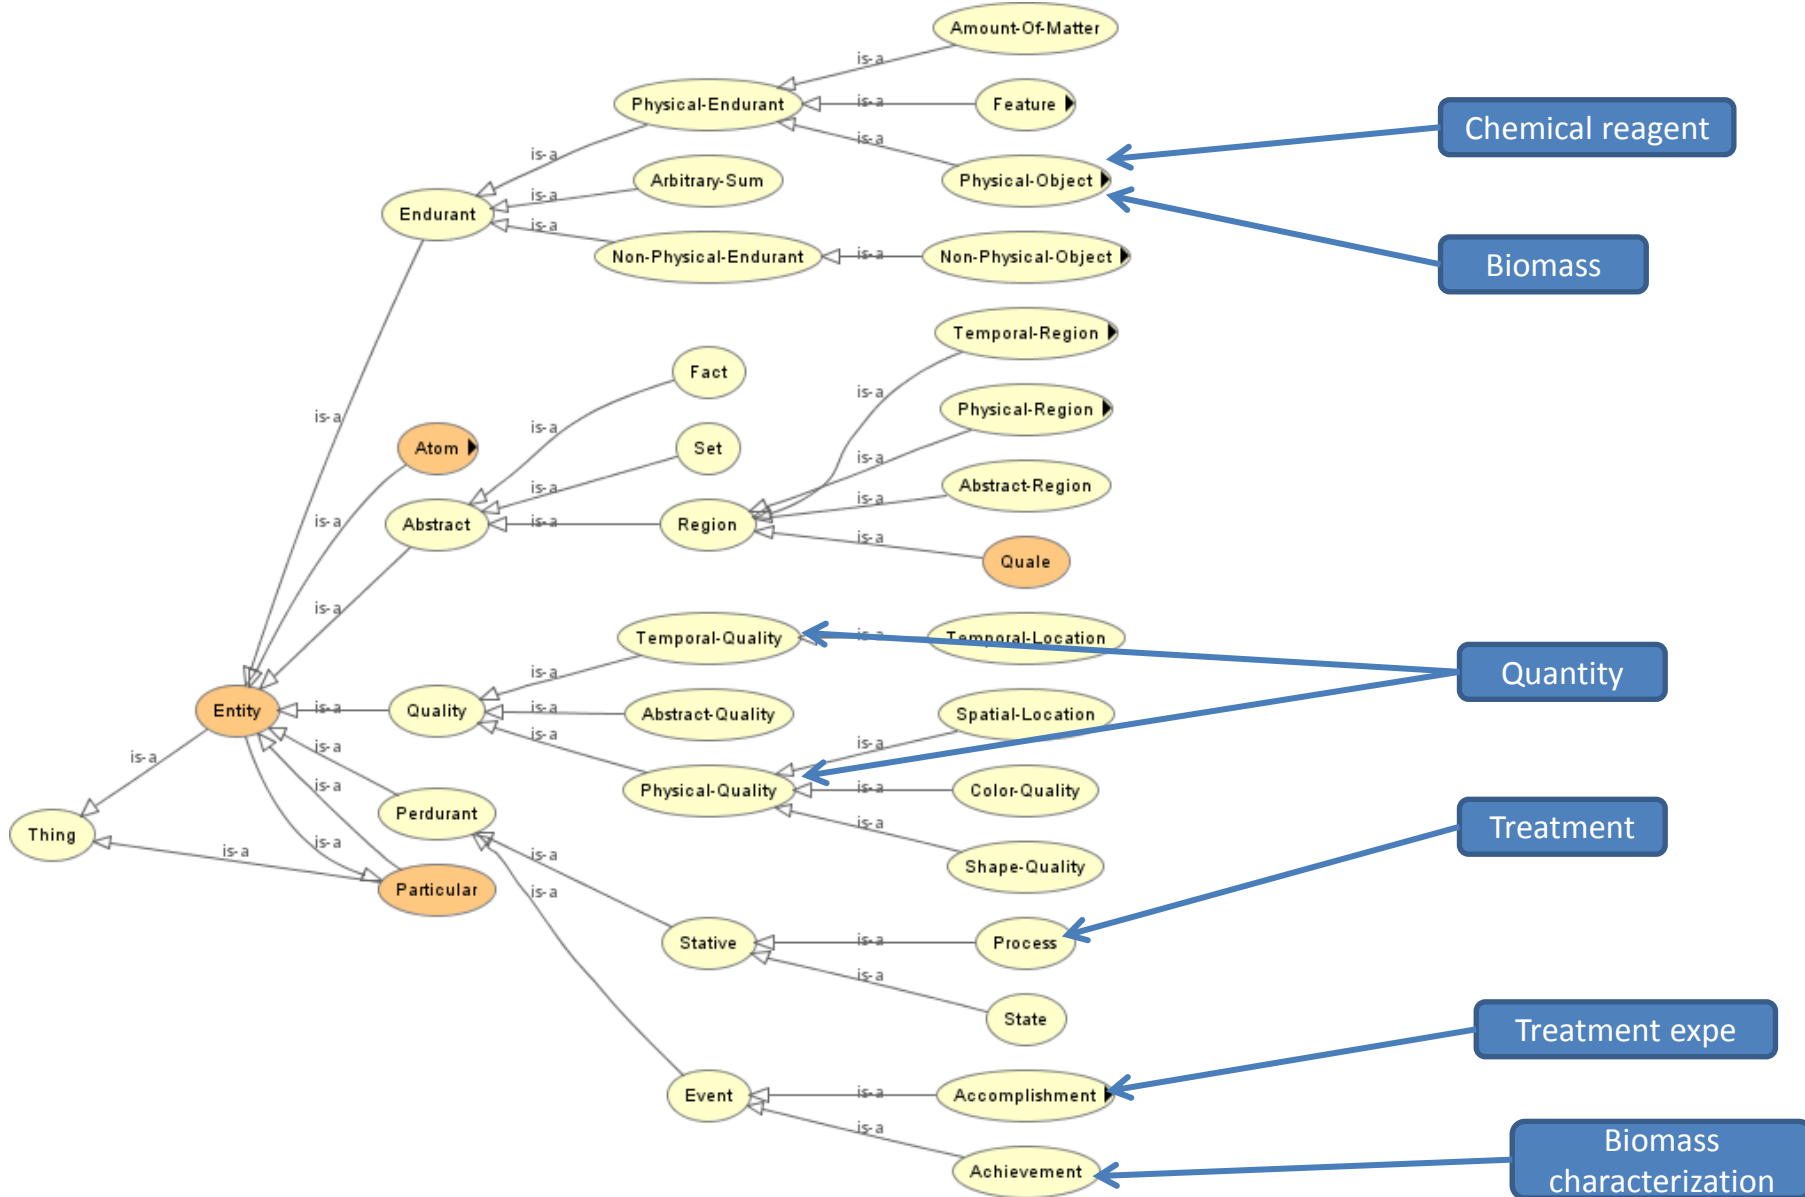 Amount-Of-Matter
is-a
Physical-Endurant
is-a
Feature
Chemical reagent
is-a
is-a
Arbitrary-Sum
Physical-Object
is-a
Endurant
is-a
Non-Physical-Endurant
is-a
Non-Physical-Object
Biomass
Temporal-Region
Fact
is-a
is-a
Physical-Region
is-a
Atom
Set
is-a
is-a
Abstract-Region
is-a
is-a
Abstract
is-a
Region
is-a
Quale
is-a
Temporal-Quality
is-a
Temporal-Location
is-a
Quantity
Entity
is-a
Quality
Abstract-Quality
Spatial-Location
is-a
is-a
is-a
is-a
is-a
Physical-Quality
is-a
Color-Quality
Perdurant
is-a
Thing
Treatment
is-a
is-a
is-a
Shape-Quality
Particular
is-a
Stative
is-a
Process
is-a
State
Treatment expe
Event
is-a
Accomplishment
is-a
Achievement
Biomass
characterization